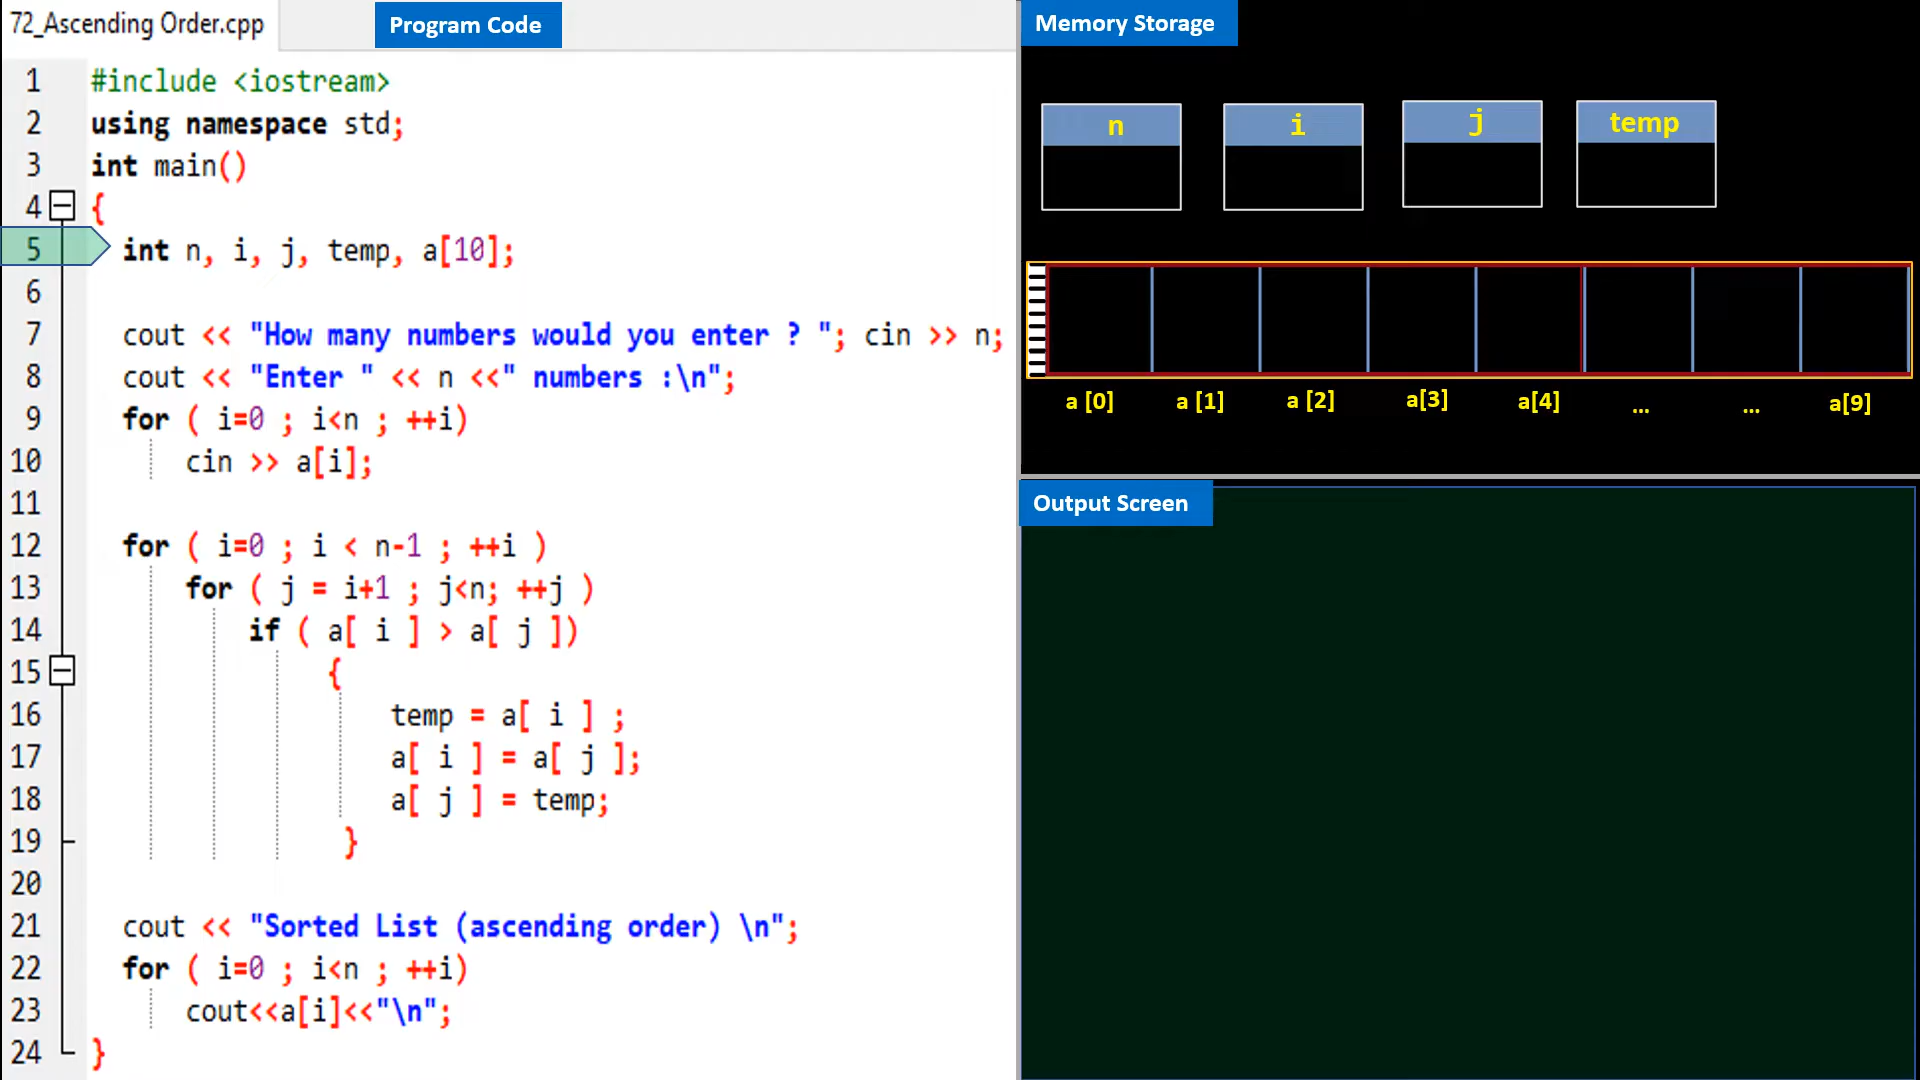 72_Ascending Order.cpp
Program Code
1 #include <iostream>
2 using namespace std;
3 int main()
4 {
5 int n, i, j, temp, a[10];
6
7 cout << "How many numbers would you enter ? "; cin >> n;
8 cout << "Enter " << n <<" numbers :\n";
9 for ( i=0 ; i<n ; ++i)
10 cin >> a[i];
11
12 for ( i=0 ; i < n-1 ; ++i )
13 for ( j = i+1 ; j<n; ++j )
14 if ( a[ i ] > a[ j ])
15 {
16 temp = a[ i ] ;
17 a[ i ] = a[ j ];
18 a[ j ] = temp;
19 }
20
21 cout << "Sorted List (ascending order) \n";
22 for ( i=0 ; i<n ; ++i)
23 cout<<a[i]<<"\n";
24 }
Memory Storage
n i j temp
a [0] a [1] a [2] a[3] a[4] ... ... a[9]
Output Screen